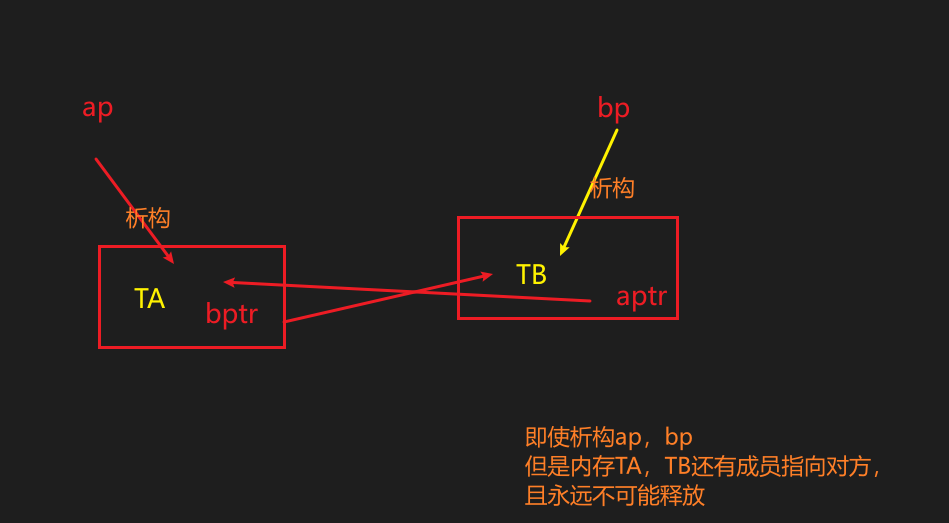 ap
bp
析构
析构
TA
bptr
TB
aptr
即使析构ap，bp
但是内存TA，TB还有成员指向对方，
且永远不可能释放